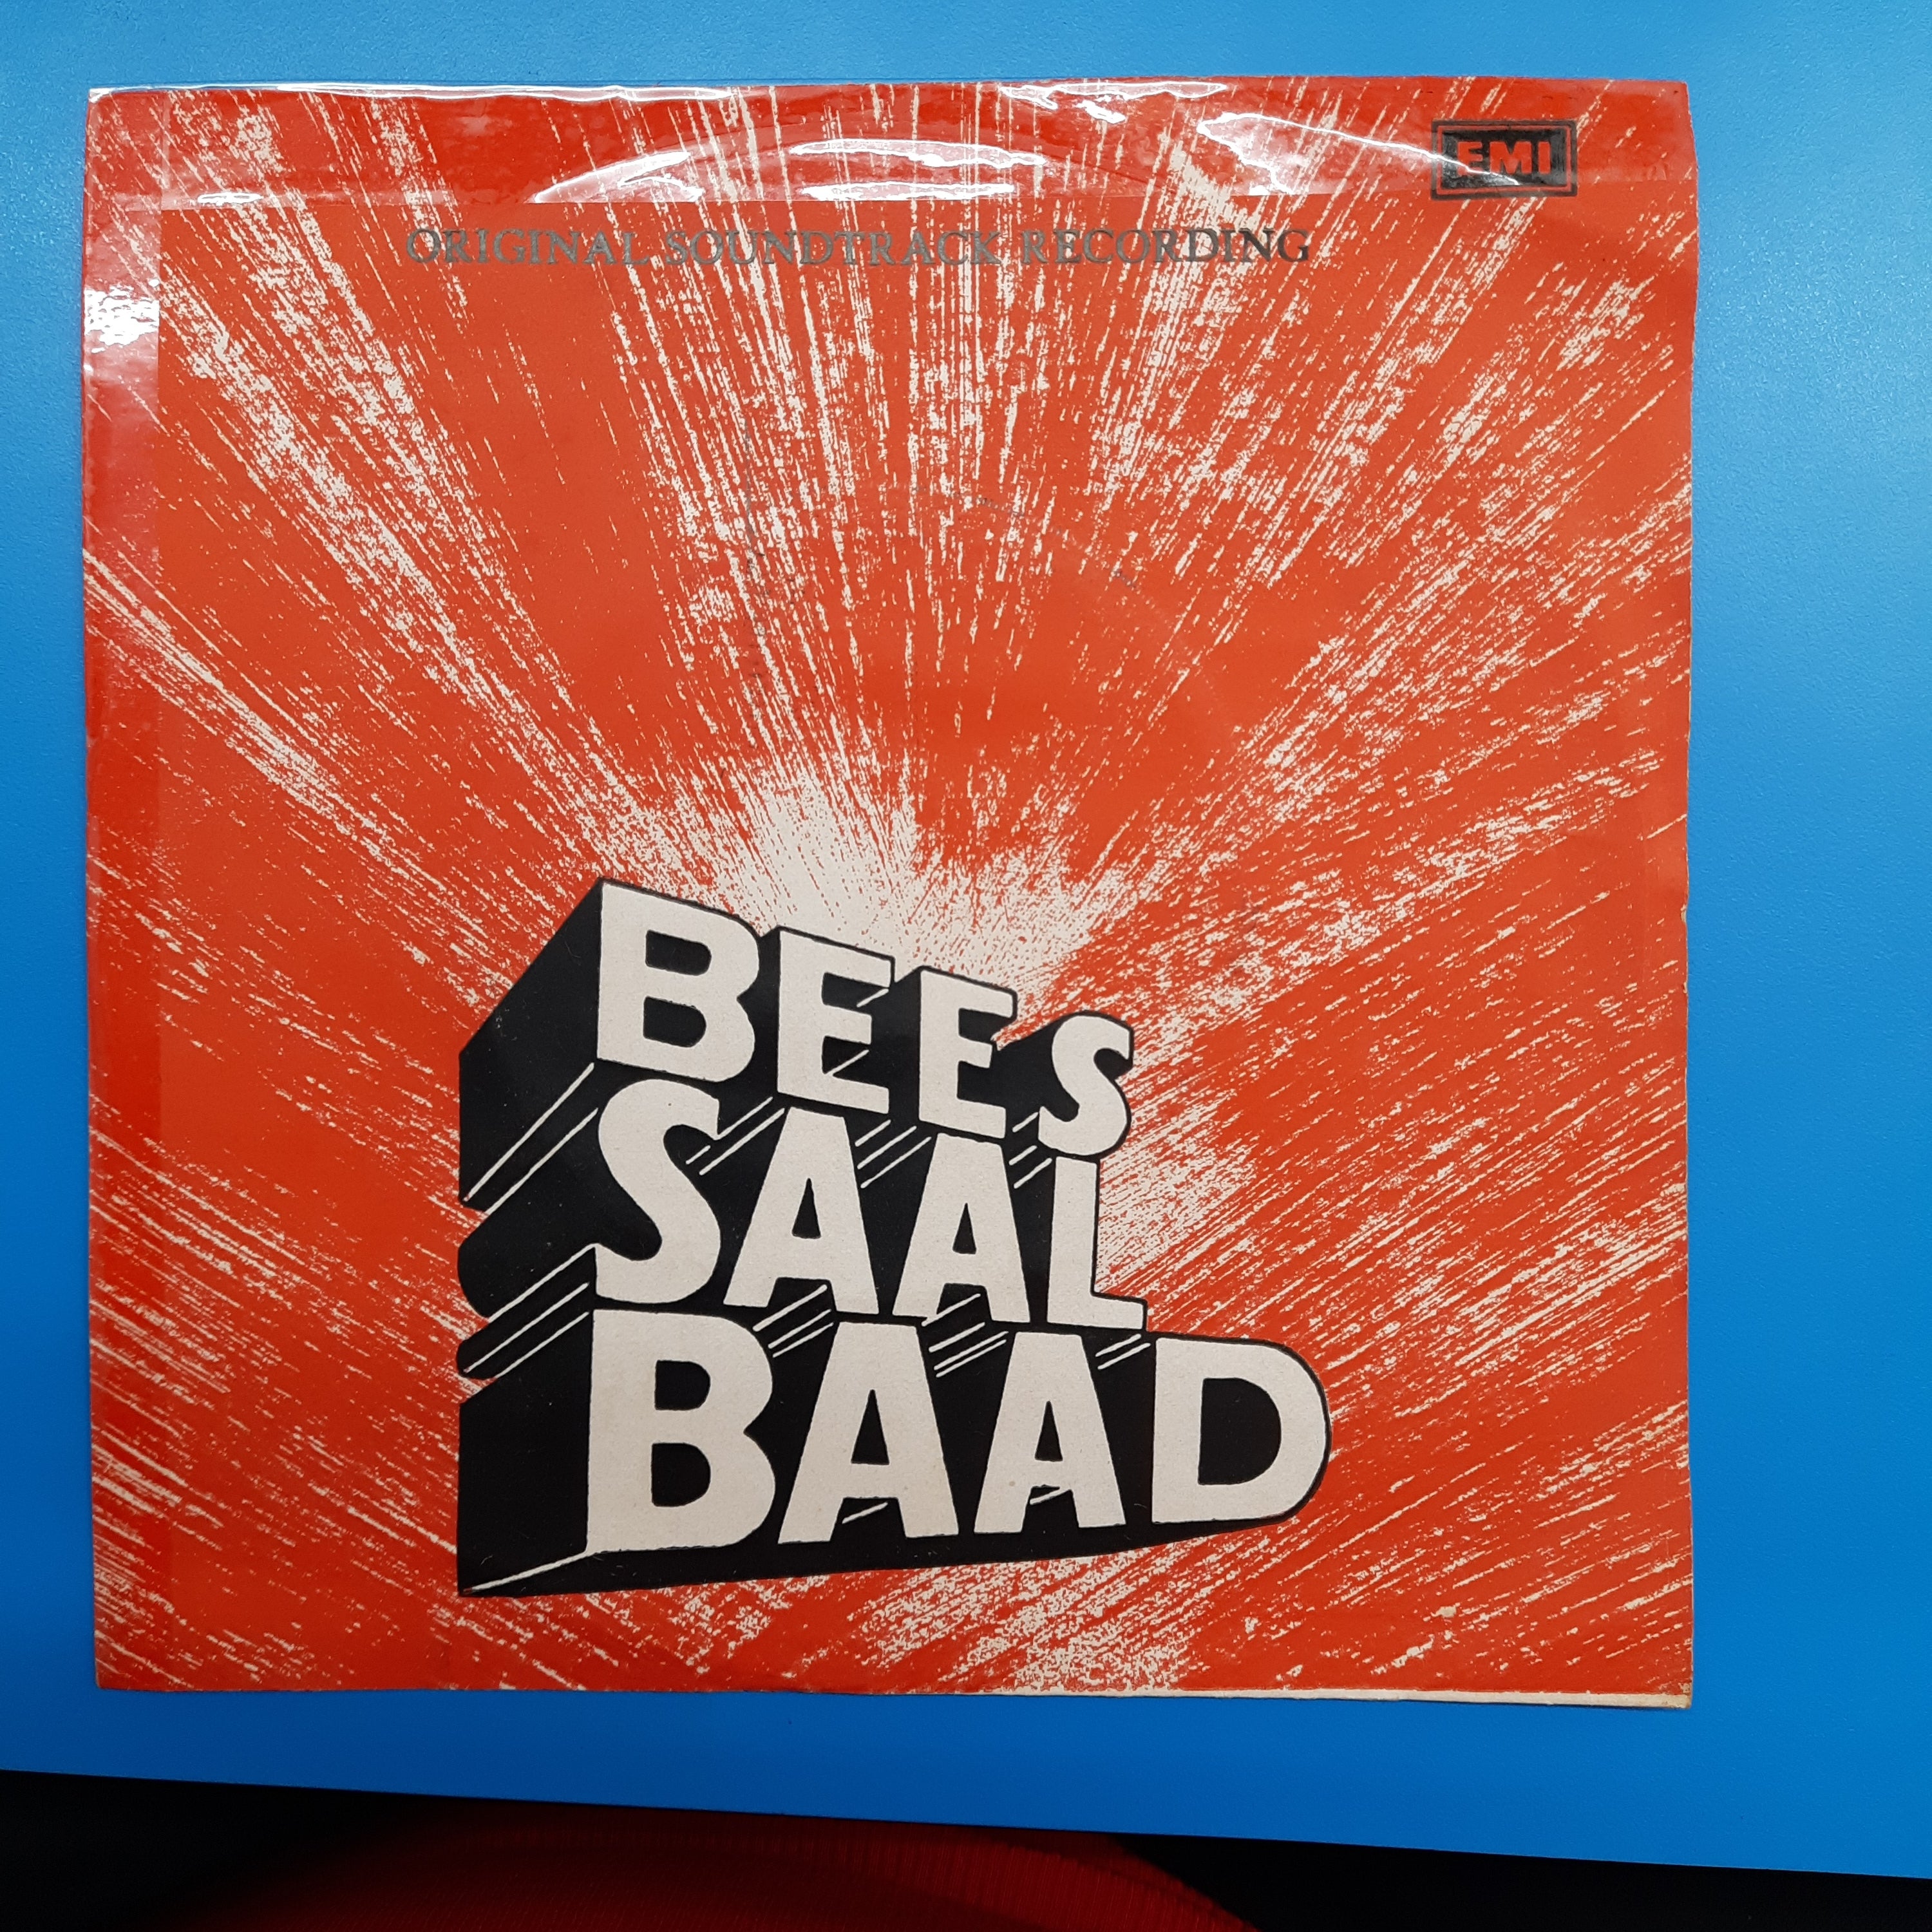 EMI
ORIGINAL SOUNDTRACK RECORDING
BEES
SAAL
BAAD